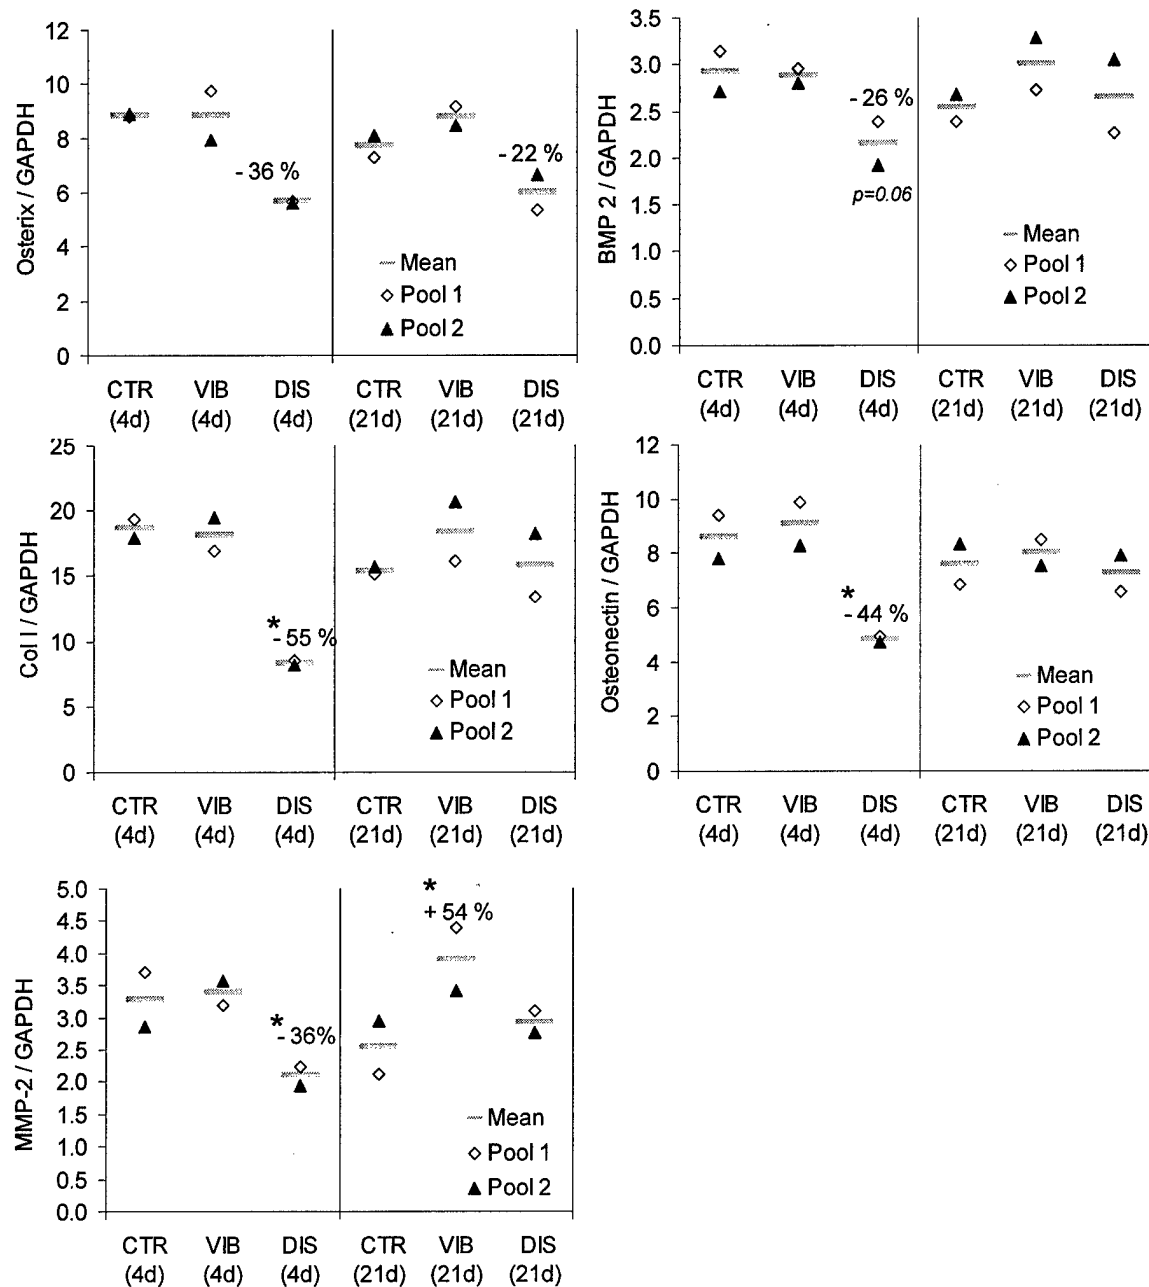 Osterix / GAPDH
12
10
8
6
4
2
0
- 36 %
- 22 %
Mean
Pool 1
Pool 2
CTR VIB DIS CTR VIB DIS
(4d) (4d) (4d) (21d) (21d) (21d)
BMP 2 / GAPDH
3.5
3.0
2.5
2.0
1.5
1.0
0.5
0.0
- 26 %
p=0.06
Mean
Pool 1
Pool 2
CTR VIB DIS CTR VIB DIS
(4d) (4d) (4d) (21d) (21d) (21d)
Col I / GAPDH
25
20
15
10
5
0
*
- 55 %
Mean
Pool 1
Pool 2
CTR VIB DIS CTR VIB DIS
(4d) (4d) (4d) (21d) (21d) (21d)
Osteonectin / GAPDH
12
10
8
6
4
2
0
*
- 44 %
Mean
Pool 1
Pool 2
CTR VIB DIS CTR VIB DIS
(4d) (4d) (4d) (21d) (21d) (21d)
MMP-2 / GAPDH
5.0
4.5
4.0
3.5
3.0
2.5
2.0
1.5
1.0
0.5
0.0
*
- 36%
*
+ 54 %
Mean
Pool 1
Pool 2
CTR VIB DIS CTR VIB DIS
(4d) (4d) (4d) (21d) (21d) (21d)